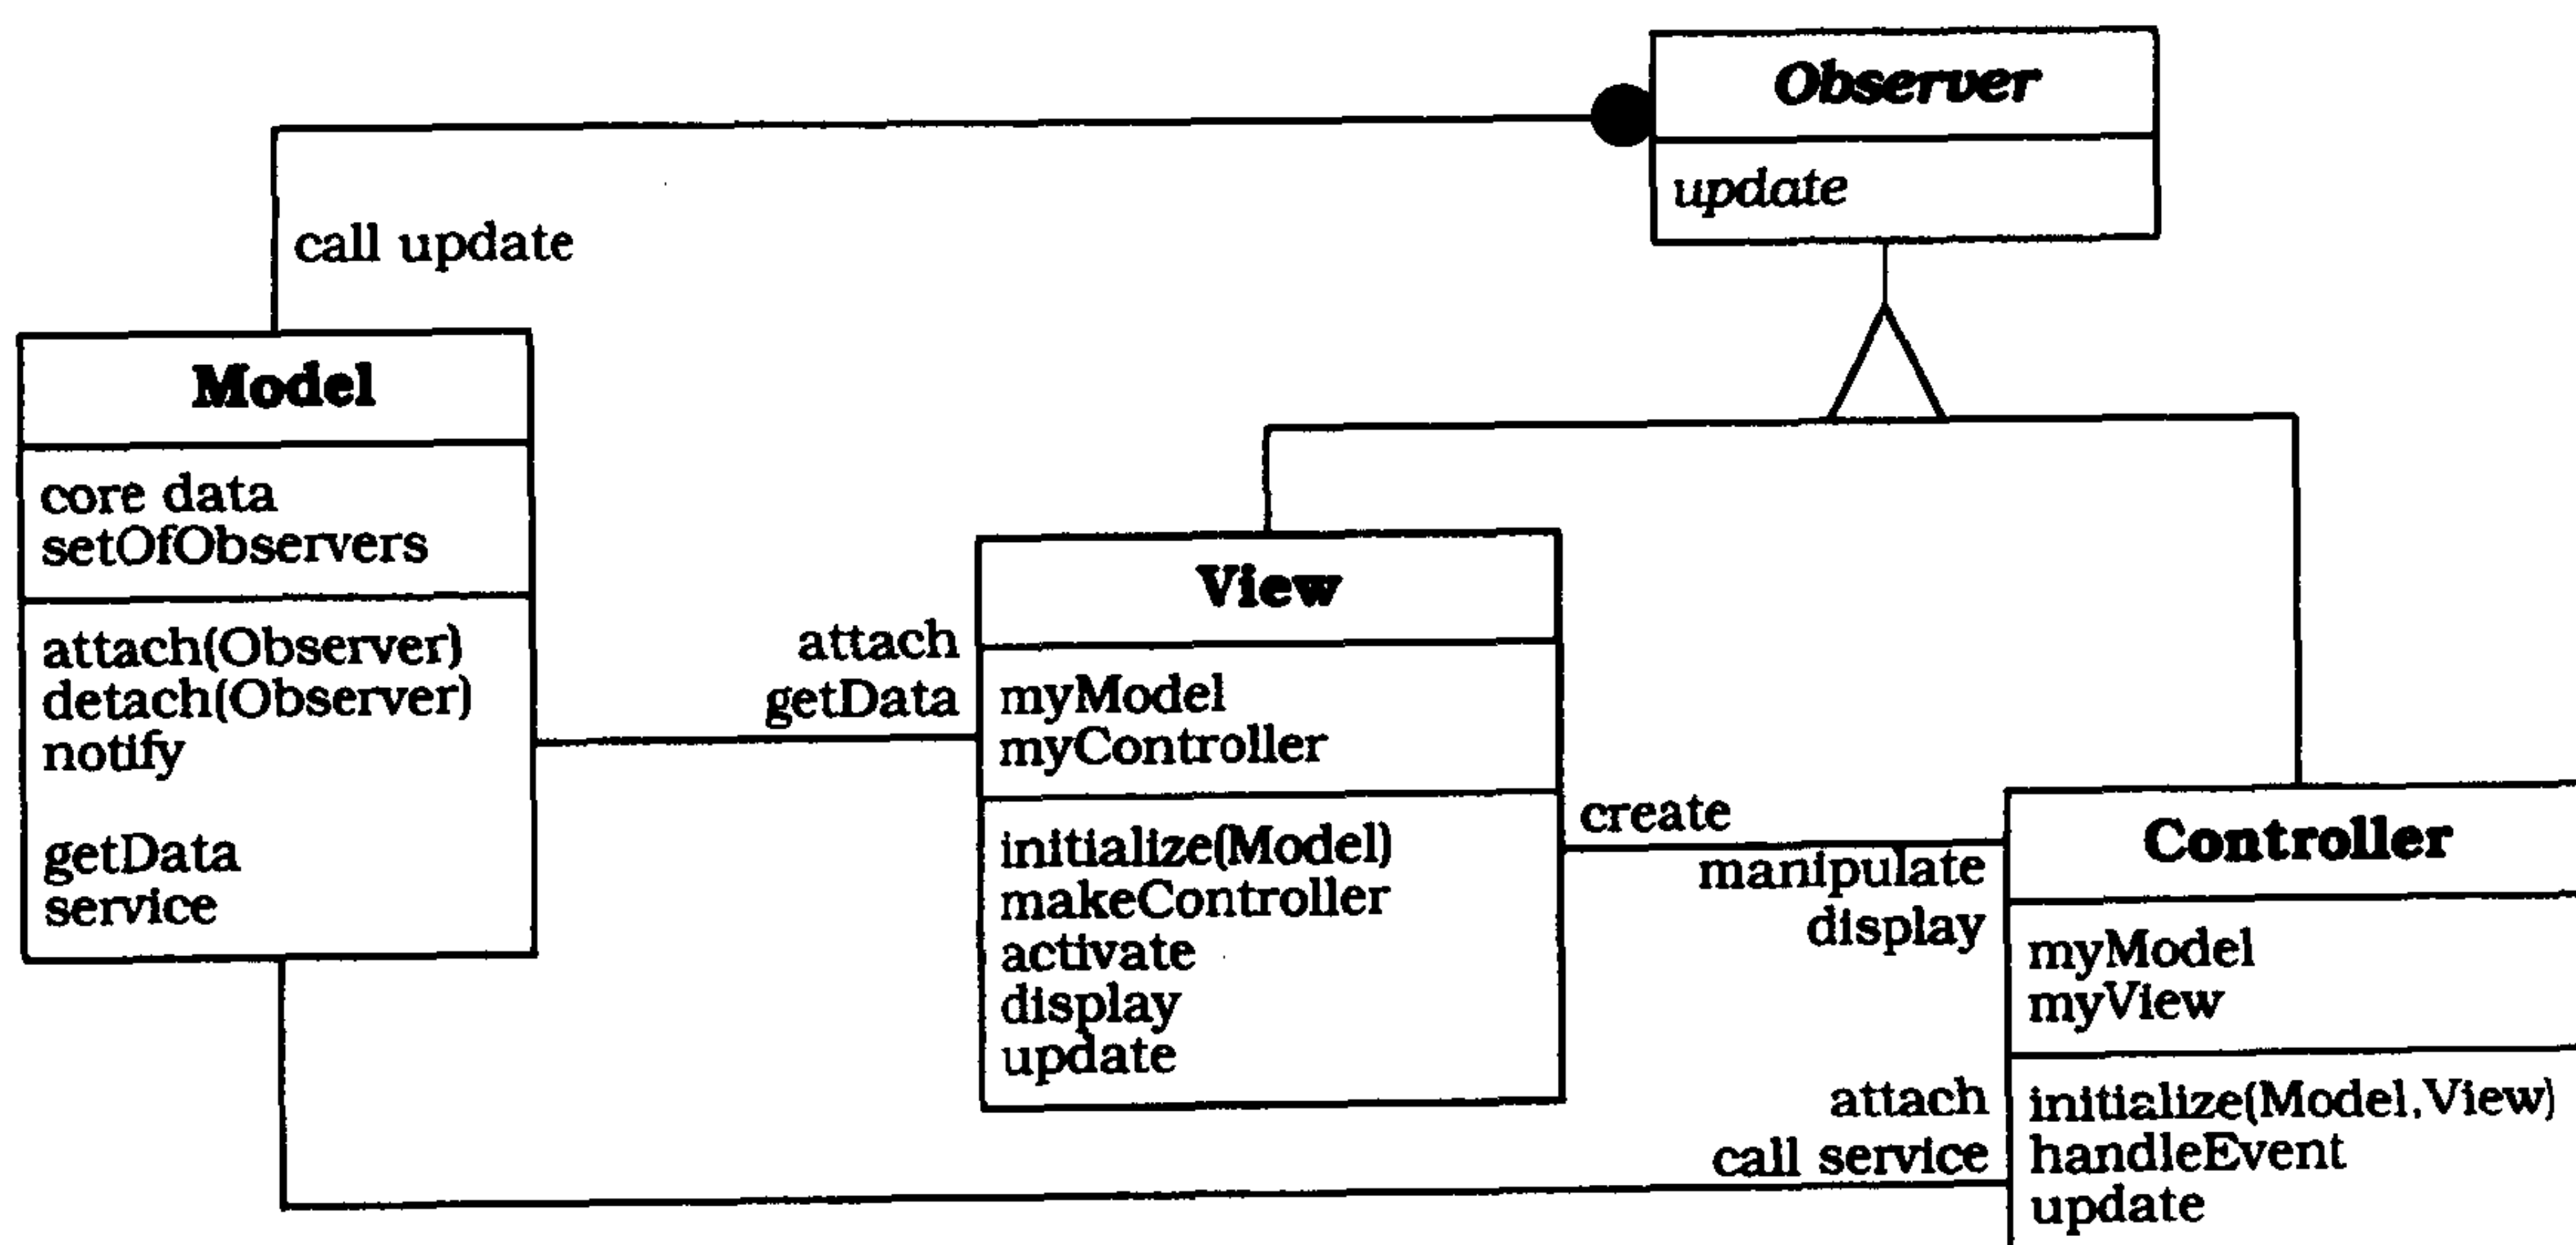 Observer
update
call update
Model
core data
setOfObservers
attach(Observer)
detach(Observer)
notify
getData
service
attach
getData
View
myModel
myController
initialize(Model)
makeController
activate
display
update
create
manipulate
display
Controller
myModel
myView
attach
call service
initialize(Model,View)
handleEvent
update